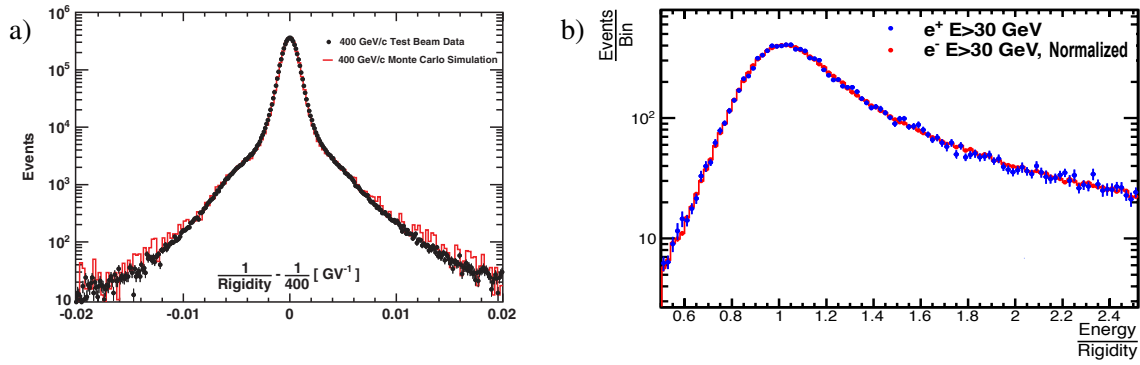 a)
Events
10⁶
10⁵
10⁴
10³
10²
10
400 GeV/c Test Beam Data
400 GeV/c Monte Carlo Simulation
1/Rigidity - 1/400 [ GV⁻¹ ]
-0.02 -0.01 0 0.01 0.02
b)
Events/Bin
10²
10
e⁺ E>30 GeV
e⁻ E>30 GeV, Normalized
0.6 0.8 1 1.2 1.4 1.6 1.8 2 2.2 2.4
Energy/Rigidity